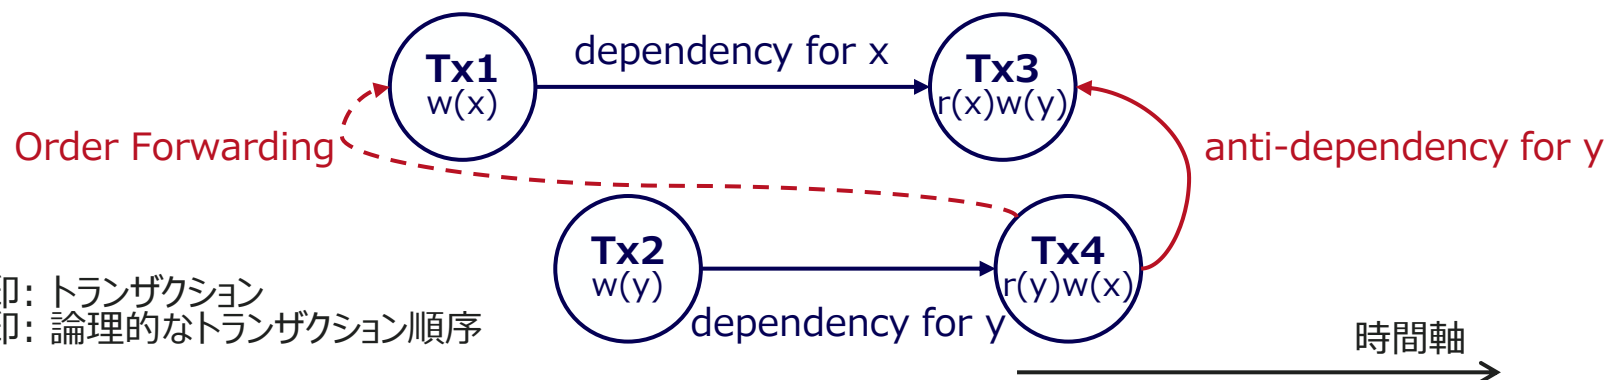 Tx1
w(x)
dependency for x
Tx3
r(x)w(y)
Order Forwarding
anti-dependency for y
Tx2
w(y)
Tx4
r(y)w(x)
dependency for y
印: トランザクション
印: 論理的なトランザクション順序
時間軸